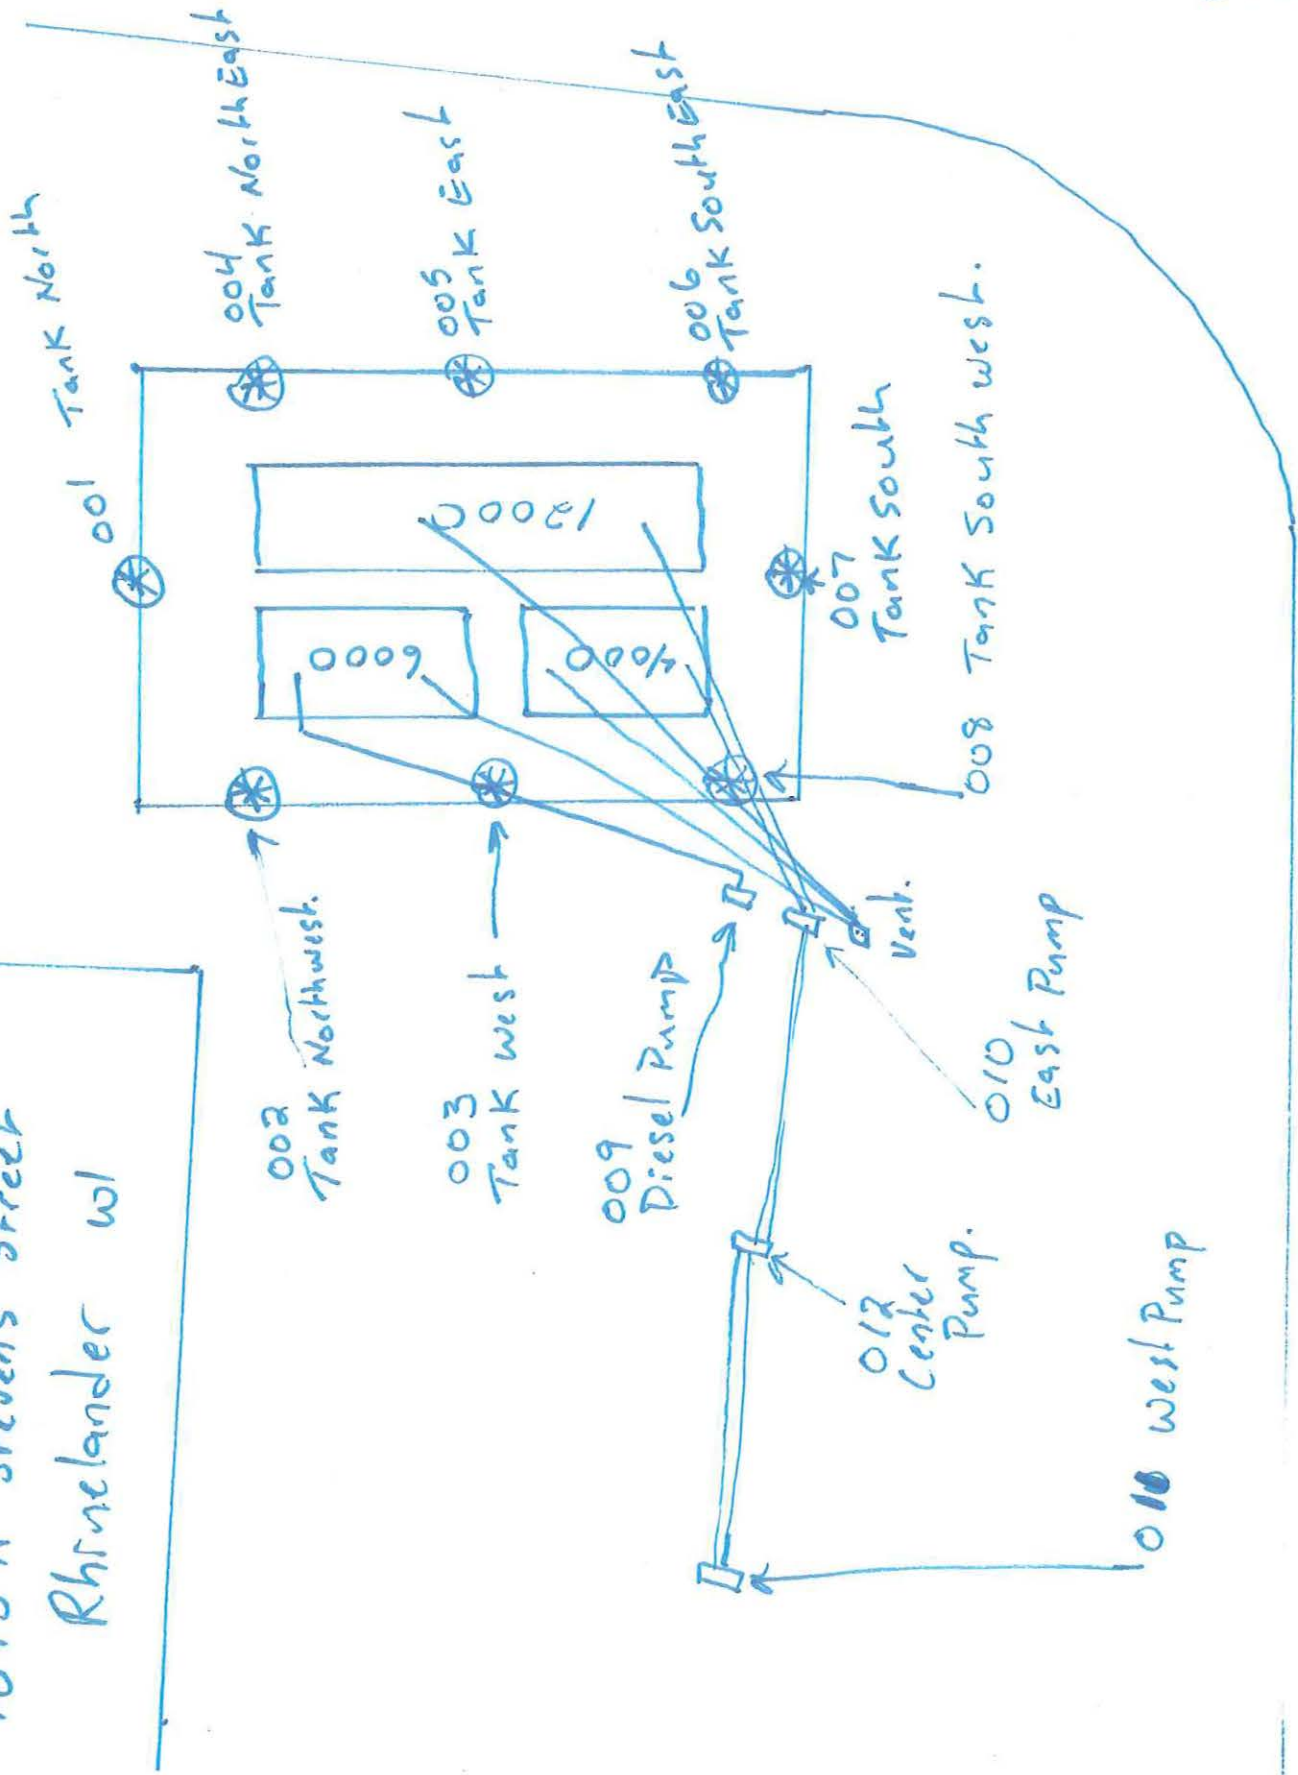 Stevens Street
Rhinelander WI
001 Tank North
002
Tank Northwest.
003
Tank West
004
Tank NorthEast
005
Tank East
006
Tank SouthEast
6000
4000
12000
007
Tank South
008 Tank South west.
009
Diesel Pump
Vent.
010
East Pump
012
Center
Pump.
West Pump